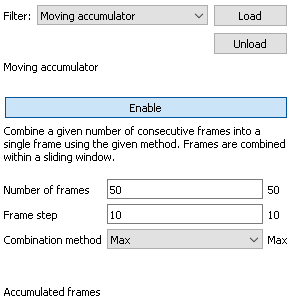 Filter: Moving accumulator Load
Unload
Moving accumulator
Enable
Combine a given number of consecutive frames into a
single frame using the given method. Frames are combined
within a sliding window.
Number of frames 50 50
Frame step 10 10
Combination method Max Max
Accumulated frames